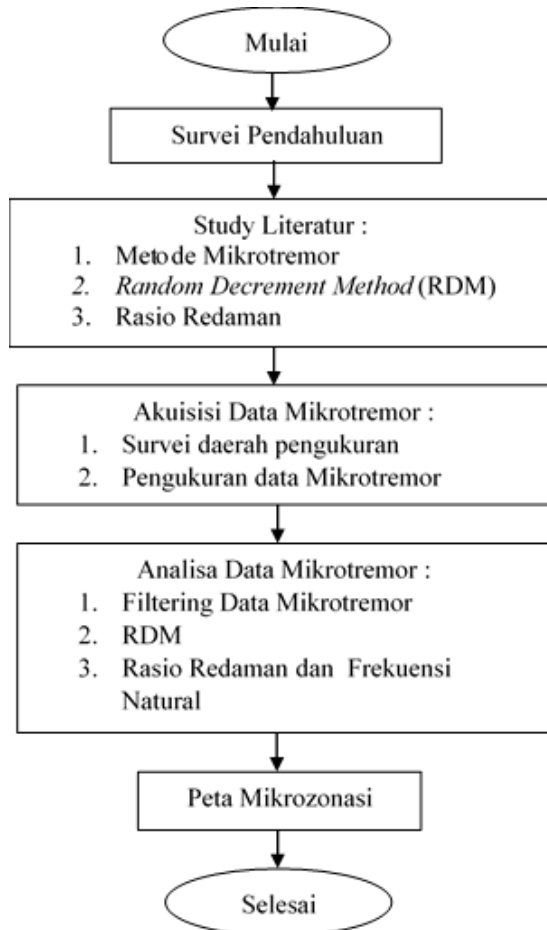 Mulai
Survei Pendahuluan
Study Literatur :
1. Metode Mikrotremor
2. Random Decrement Method (RDM)
3. Rasio Redaman
Akuisisi Data Mikrotremor :
1. Survei daerah pengukuran
2. Pengukuran data Mikrotremor
Analisa Data Mikrotremor :
1. Filtering Data Mikrotremor
2. RDM
3. Rasio Redaman dan Frekuensi
Natural
Peta Mikrozonasi
Selesai